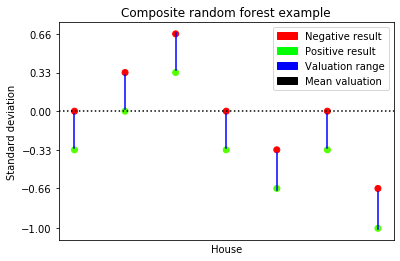 Composite random forest example
Negative result
Positive result
Valuation range
Mean valuation
Standard deviation
0.66
0.33
0.00
−0.33
−0.66
−1.00
House